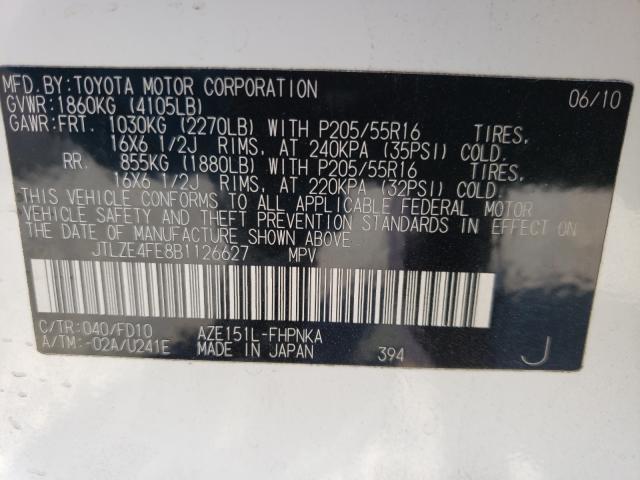 MFD.BY:TOYOTA MOTOR CORPORATION 06/10
GVWR:1860KG (4105LB)
GAWR:FRT. 1030KG (2270LB) WITH P205/55R16 TIRES,
16X6 1/2J RIMS, AT 240KPA (35PSI) COLD.
RR. 855KG (1880LB) WITH P205/55R16 TIRES,
16X6 1/2J RIMS, AT 220KPA (32PSI) COLD.
THIS VEHICLE CONFORMS TO ALL APPLICABLE FEDERAL MOTOR
VEHICLE SAFETY AND THEFT PREVENTION STANDARDS IN EFFECT ON
THE DATE OF MANUFACTURE SHOWN ABOVE.
JTLZE4FE8B1126627 MPV
C/TR:040/FD10 AZE151L-FHPNKA
A/TM:-02A/U241E MADE IN JAPAN 394 J